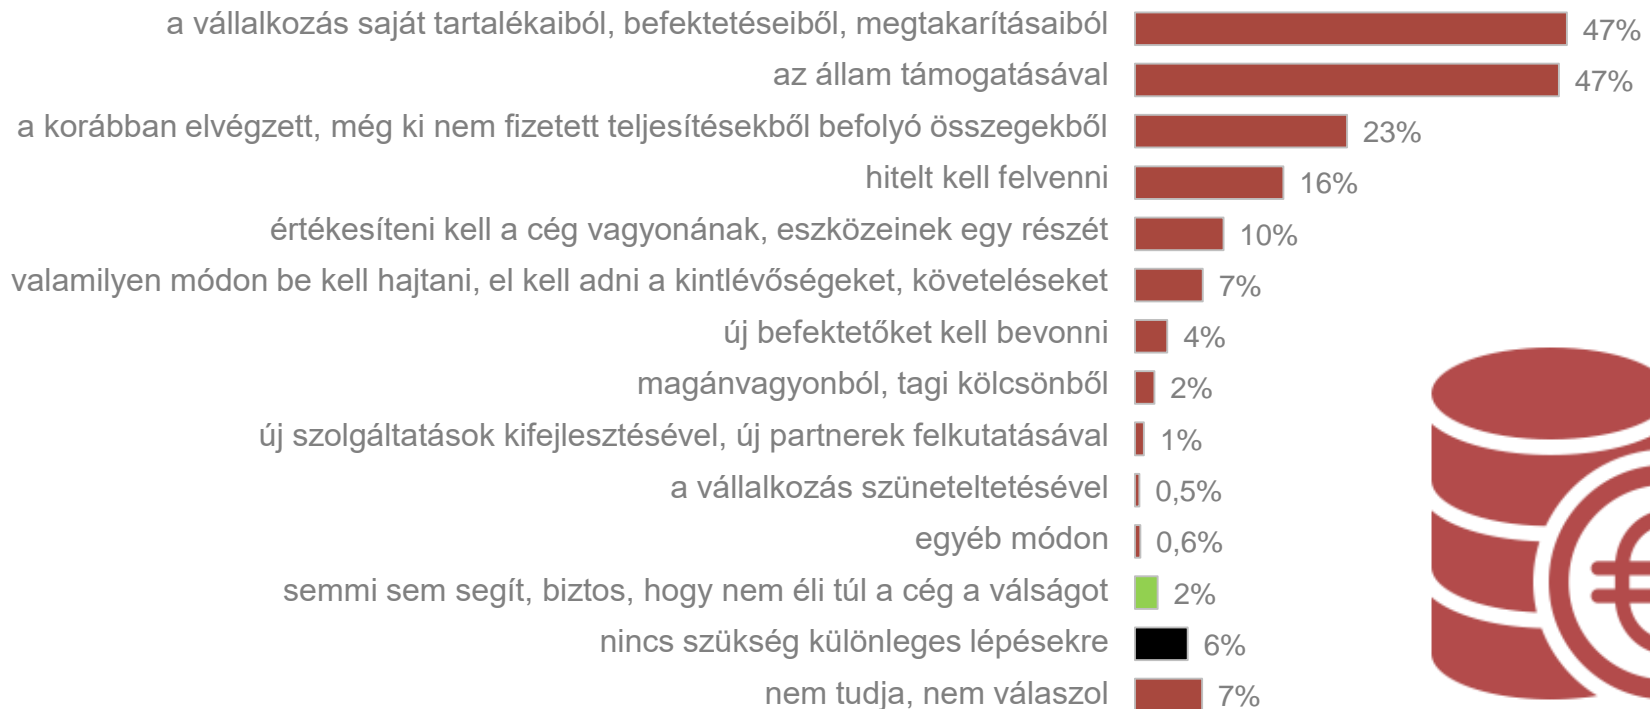 a vállalkozás saját tartalékaiból, befektetéseiből, megtakarításaiból 47%
az állam támogatásával 47%
a korábban elvégzett, még ki nem fizetett teljesítésekből befolyó összegekből 23%
hitelt kell felvenni 16%
értékesíteni kell a cég vagyonának, eszközeinek egy részét 10%
valamilyen módon be kell hajtani, el kell adni a kintlévőségeket, követeléseket 7%
új befektetőket kell bevonni 4%
magánvagyonból, tagi kölcsönből 2%
új szolgáltatások kifejlesztésével, új partnerek felkutatásával 1%
a vállalkozás szüneteltetésével 0,5%
egyéb módon 0,6%
semmi sem segít, biztos, hogy nem éli túl a cég a válságot 2%
nincs szükség különleges lépésekre 6%
nem tudja, nem válaszol 7%